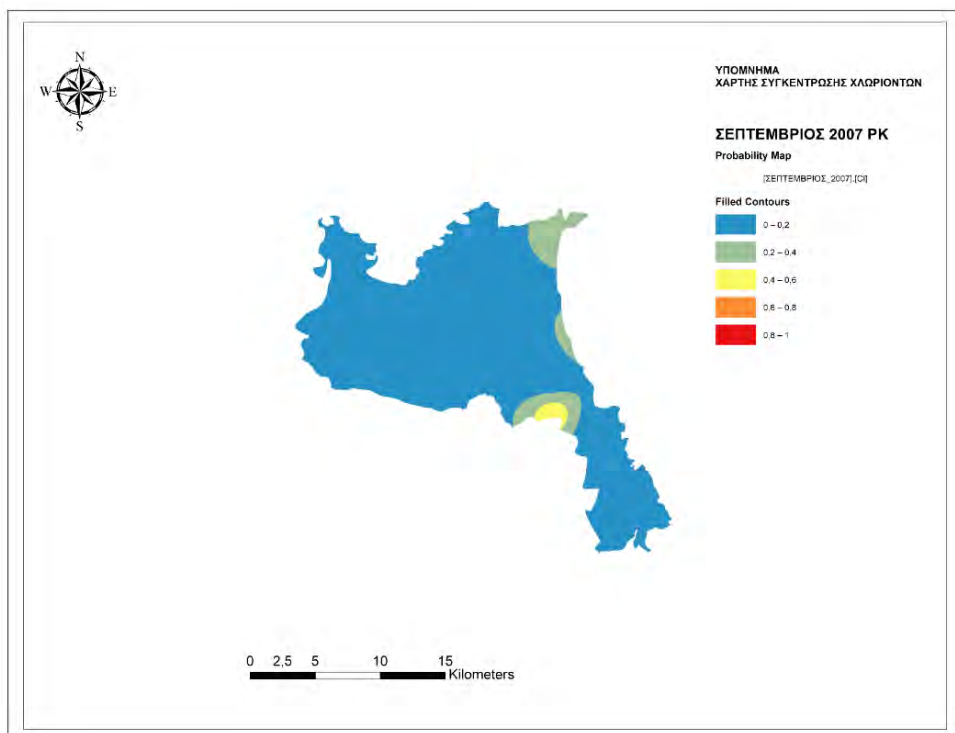 N
W E
S
ΥΠΟΜΝΗΜΑ
ΧΑΡΤΗΣ ΣΥΓΚΕΝΤΡΩΣΗΣ ΧΛΩΡΙΟΝΤΩΝ
ΣΕΠΤΕΜΒΡΙΟΣ 2007 PK
Probability Map
[ΣΕΠΤΕΜΒΡΙΟΣ_2007].[Cl]
Filled Contours
0 – 0,2
0,2 – 0,4
0,4 – 0,6
0,6 – 0,8
0,8 – 1
0 2,5 5 10 15
Kilometers